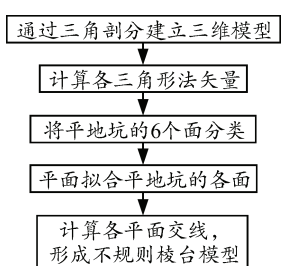 通过三角剖分建立三维模型
计算各三角形法矢量
将平地坑的6个面分类
平面拟合平地坑的各面
计算各平面交线，
形成不规则棱台模型